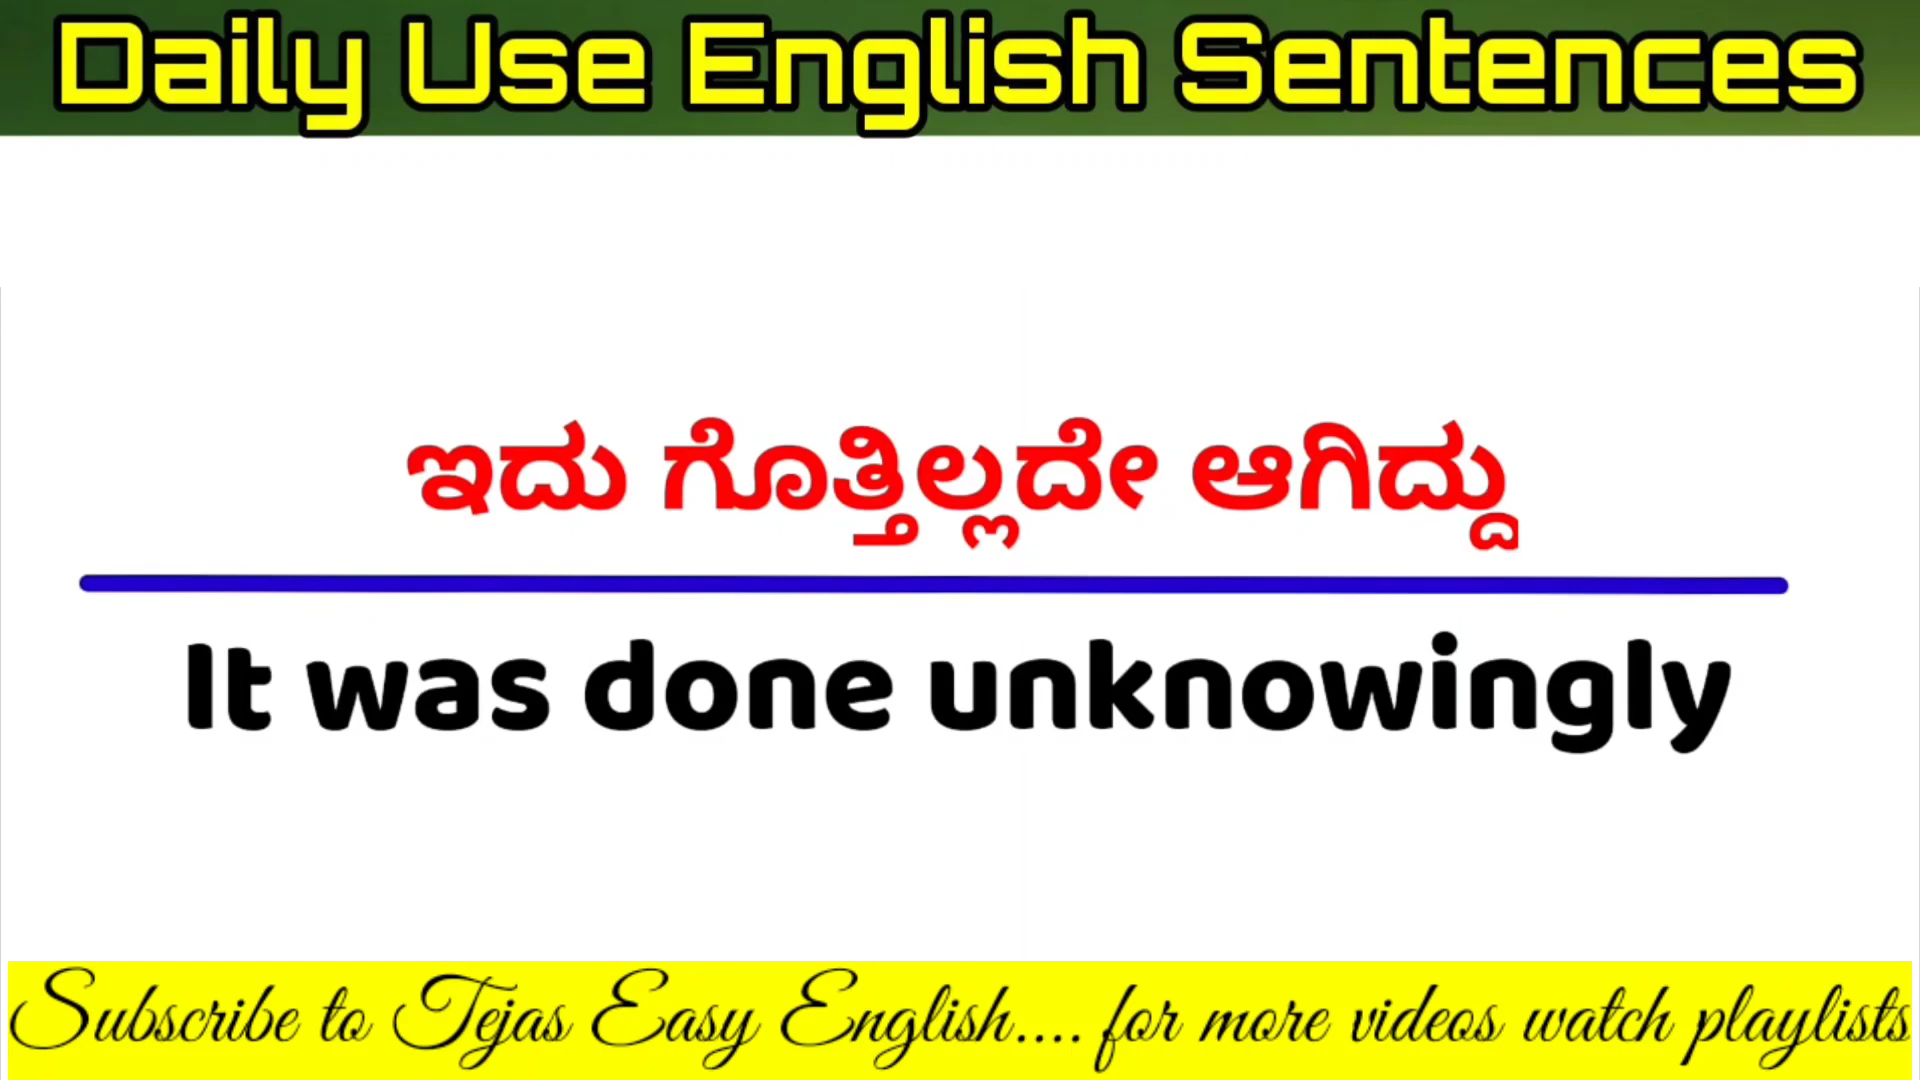 Daily Use English Sentences
ಇದು ಗೊತ್ತಿಲ್ಲದೇ ಆಗಿದ್ದು
It was done unknowingly
Subscribe to Tejas Easy English.... for more videos watch playlists